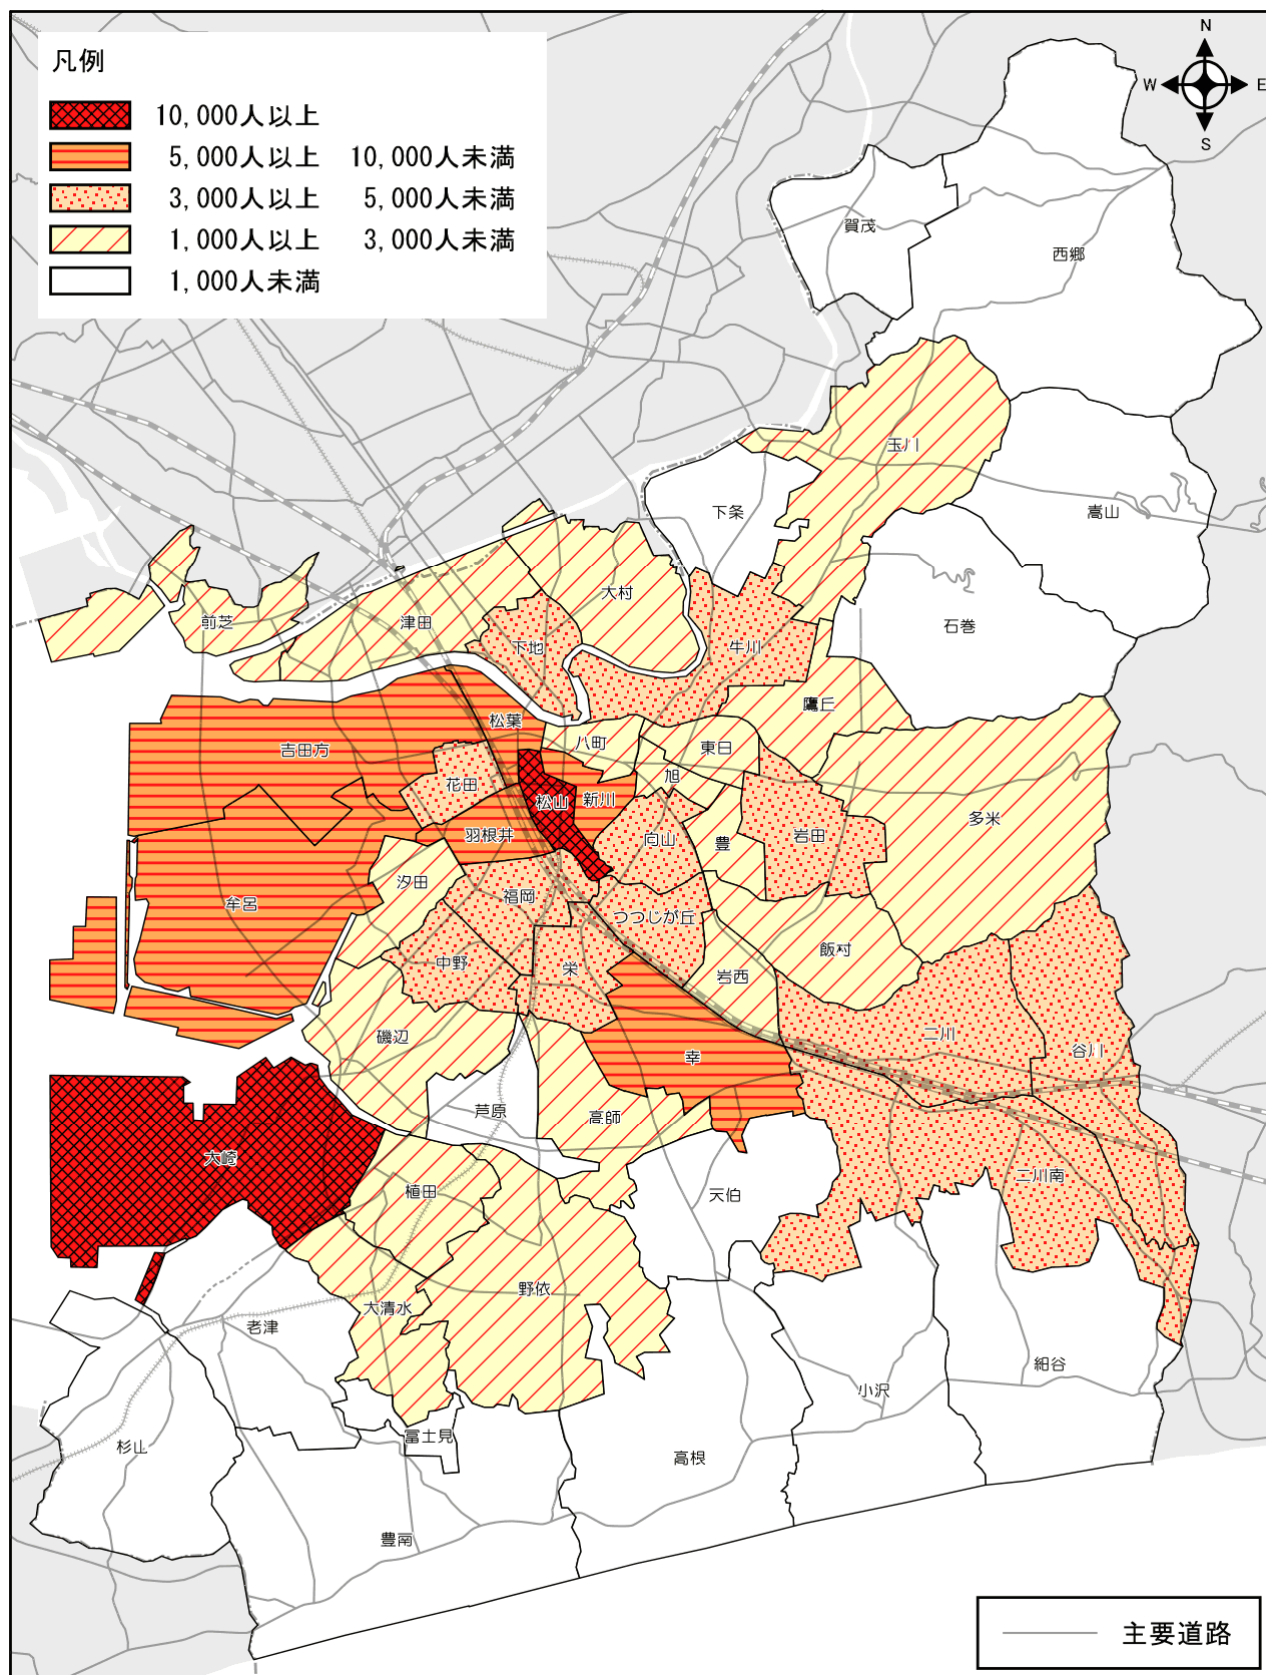 凡例
10,000人以上
5,000人以上 10,000人未満
3,000人以上 5,000人未満
1,000人以上 3,000人未満
1,000人未満
N
W E
S
賀茂
西郷
玉川
嵩山
下条
大村
石巻
前芝
津田
下地
牛川
鷹丘
松葉
吉田方
八町
東田
旭
花田
松山
新川
多米
羽根井
向山
豊
岩田
汐田
福岡
牟呂
つつじが丘
中野
栄
岩西
飯村
磯辺
幸
二川
谷川
芦原
高師
大崎
植田
天伯
二川南
野依
大清水
老津
細谷
小沢
杉山
富士見
高根
豊南
主要道路